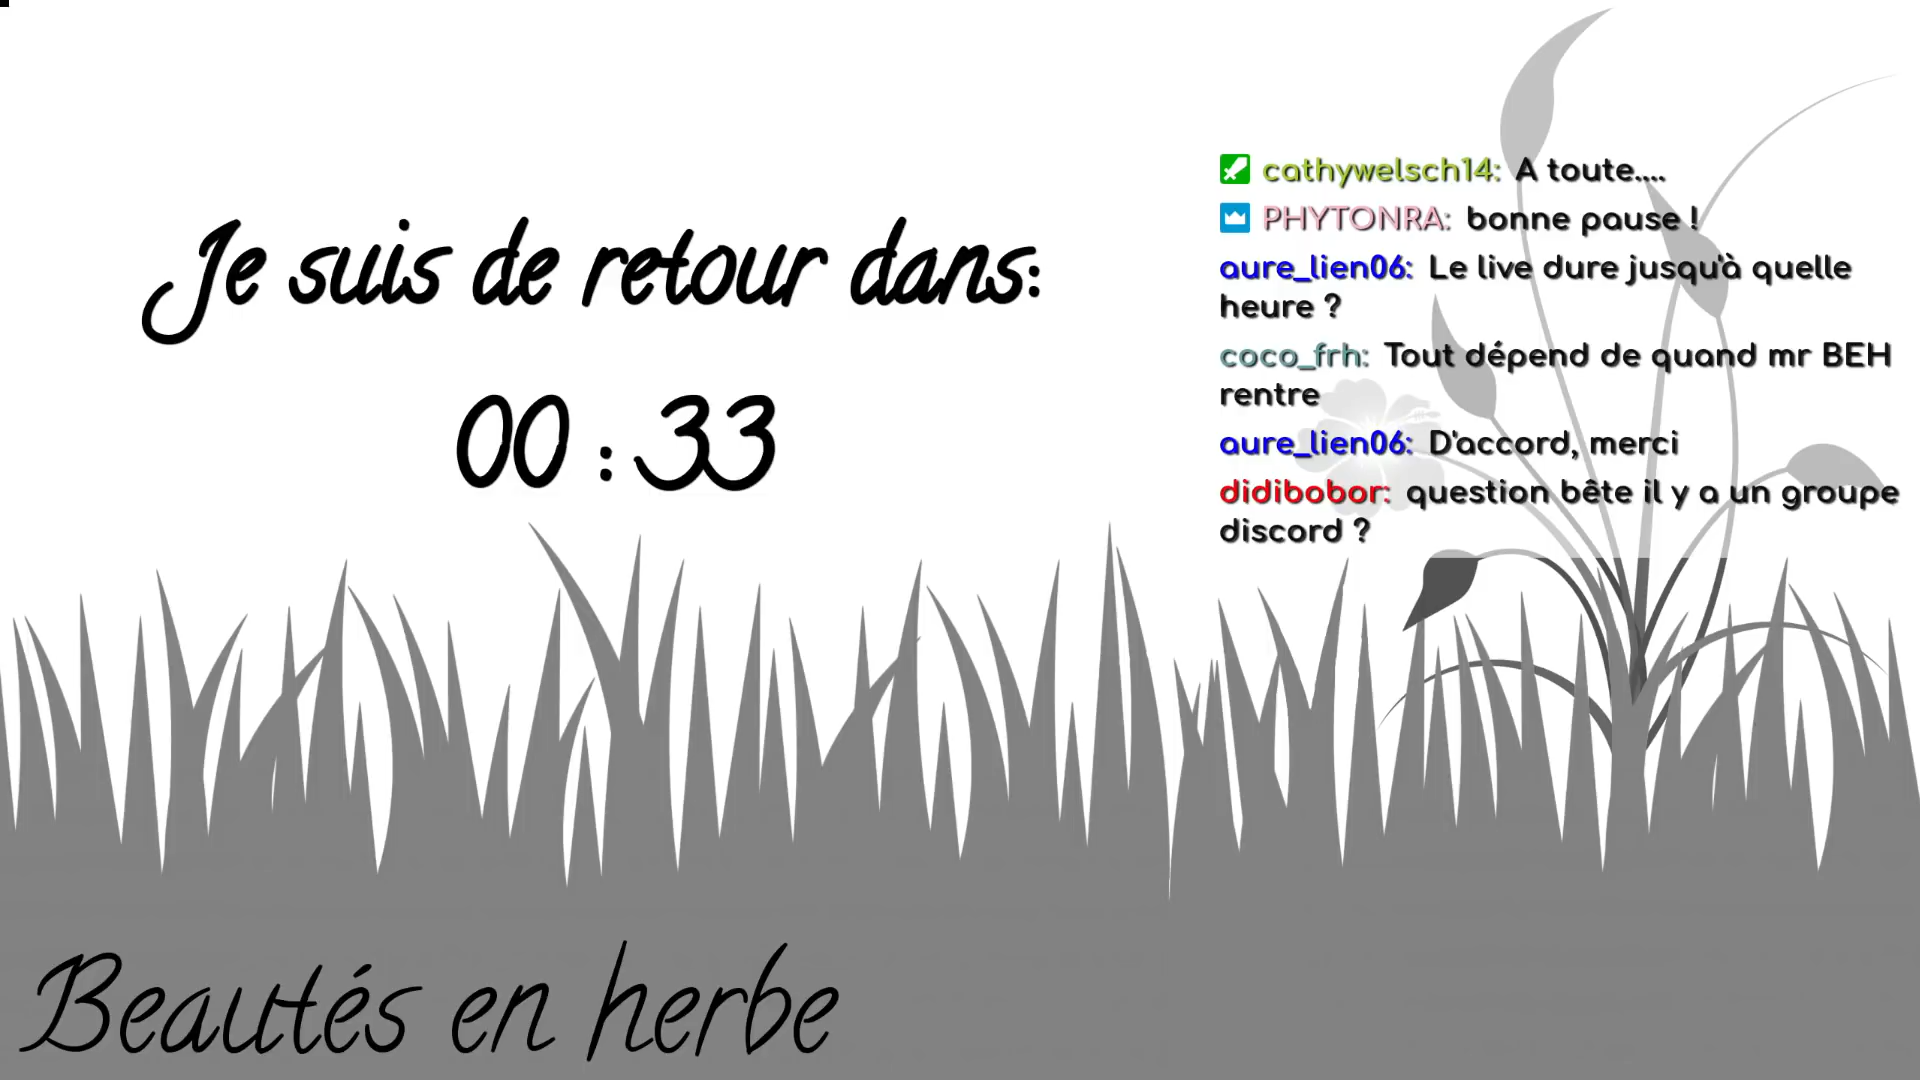 Je suis de retour dans:
00 : 33
cathywelsch14: A toute....
PHYTONRA: bonne pause !
aure_lien06: Le live dure jusqu'à quelle
heure ?
coco_frh: Tout dépend de quand mr BEH
rentre
aure_lien06: D'accord, merci
didibobor: question bête il y a un groupe
discord ?
Beautés en herbe